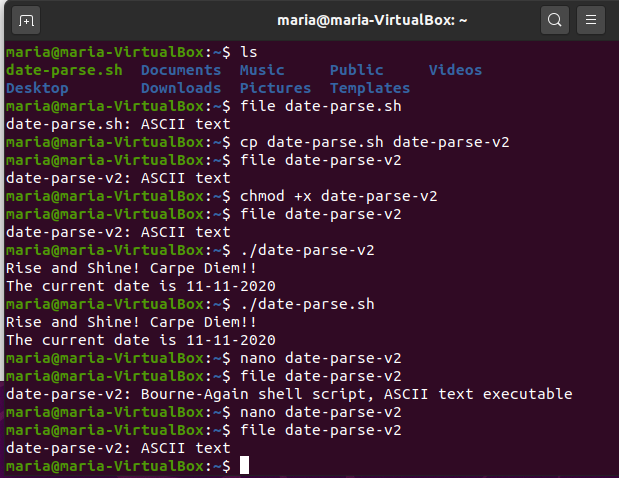 maria@maria-VirtualBox: ~
maria@maria-VirtualBox:~$ ls
date-parse.sh  Documents  Music     Public     Videos
Desktop        Downloads  Pictures  Templates
maria@maria-VirtualBox:~$ file date-parse.sh
date-parse.sh: ASCII text
maria@maria-VirtualBox:~$ cp date-parse.sh date-parse-v2
maria@maria-VirtualBox:~$ file date-parse-v2
date-parse-v2: ASCII text
maria@maria-VirtualBox:~$ chmod +x date-parse-v2
maria@maria-VirtualBox:~$ file date-parse-v2
date-parse-v2: ASCII text
maria@maria-VirtualBox:~$ ./date-parse-v2
Rise and Shine! Carpe Diem!!
The current date is 11-11-2020
maria@maria-VirtualBox:~$ ./date-parse.sh
Rise and Shine! Carpe Diem!!
The current date is 11-11-2020
maria@maria-VirtualBox:~$ nano date-parse-v2
maria@maria-VirtualBox:~$ file date-parse-v2
date-parse-v2: Bourne-Again shell script, ASCII text executable
maria@maria-VirtualBox:~$ nano date-parse-v2
maria@maria-VirtualBox:~$ file date-parse-v2
date-parse-v2: ASCII text
maria@maria-VirtualBox:~$